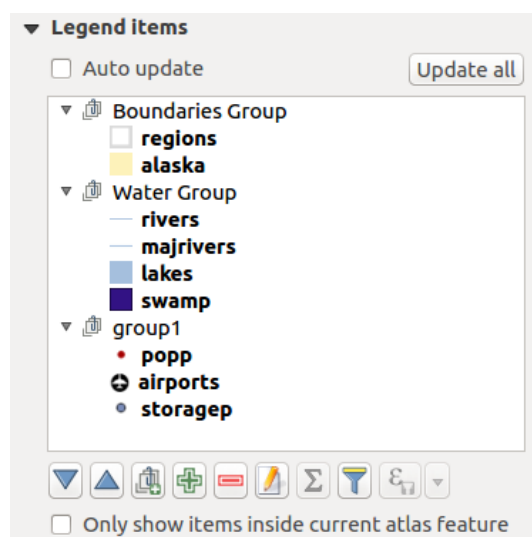 Legend items
Auto update
Update all
Boundaries Group
regions
alaska
Water Group
rivers
majrivers
lakes
swamp
group1
popp
airports
storagep
Σ
ε
Only show items inside current atlas feature